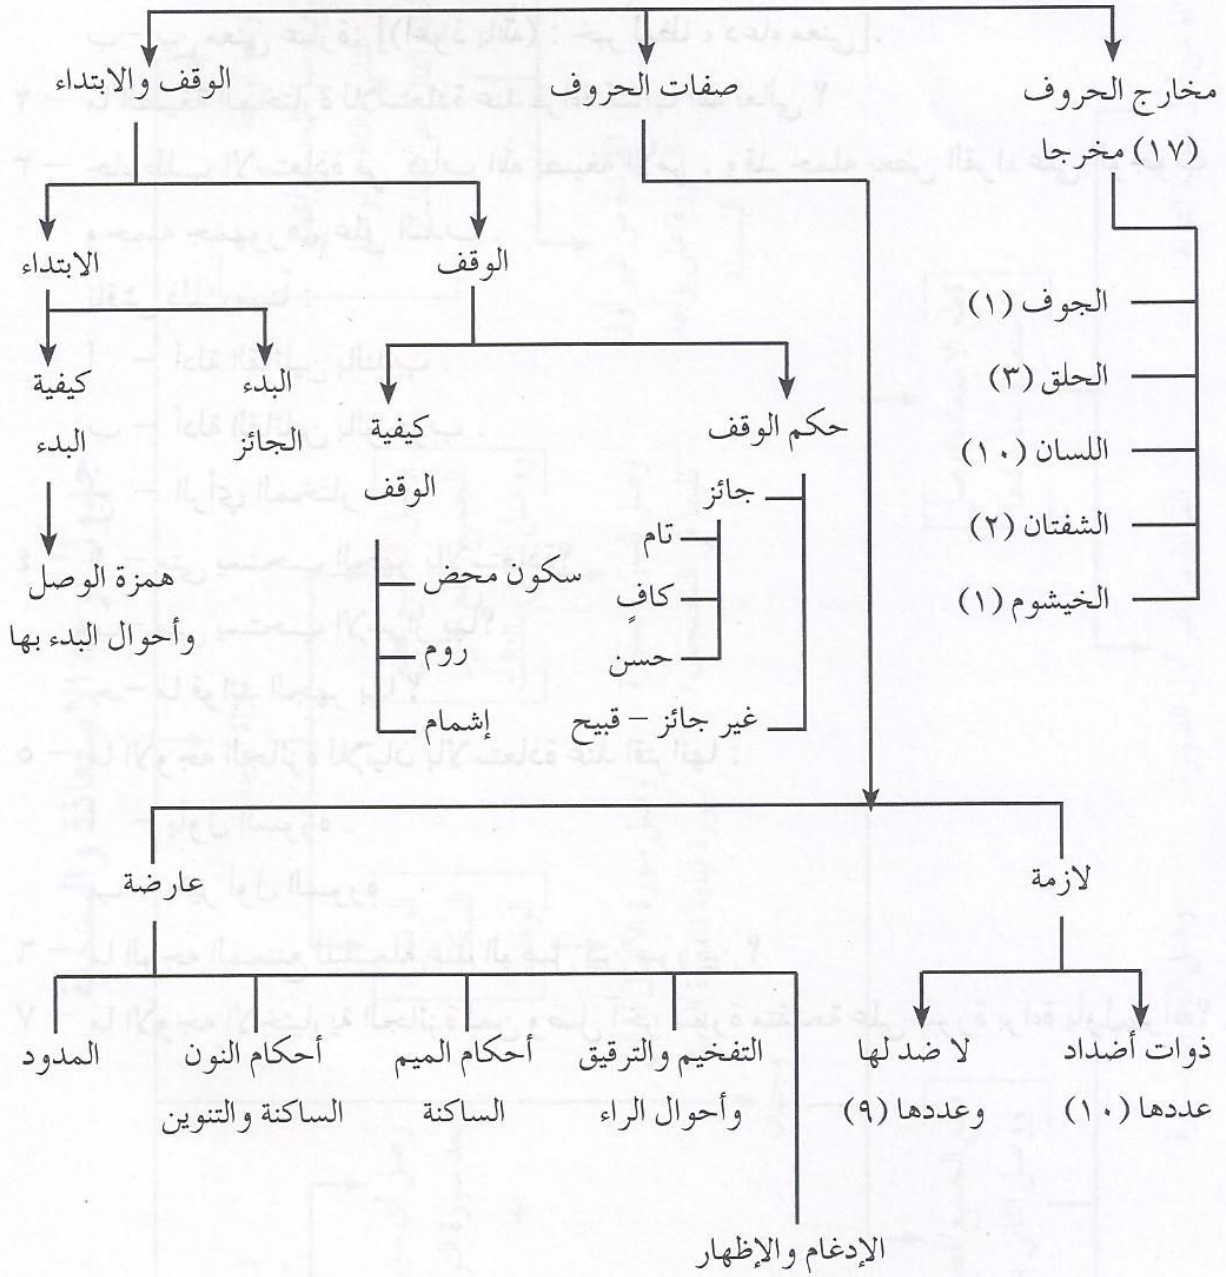 مخارج الحروف
(١٧) مخرجا
الجوف (١)
الحلق (٣)
اللسان (١٠)
الشفتان (٢)
الخيشوم (١)
صفات الحروف
لازمة
ذوات أضداد
عددها (١٠)
لا ضد لها
وعددها (٩)
عارضة
الإدغام والإظهار
التفخيم والترقيق
وأحوال الراء
أحكام الميم
الساكنة
أحكام النون
الساكنة والتنوين
المدود
الوقف والابتداء
الوقف
حكم الوقف
جائز
تام
كافٍ
حسن
غير جائز - قبيح
كيفية
الوقف
سكون محض
روم
إشمام
الابتداء
البدء
الجائز
كيفية
البدء
همزة الوصل
وأحوال البدء بها